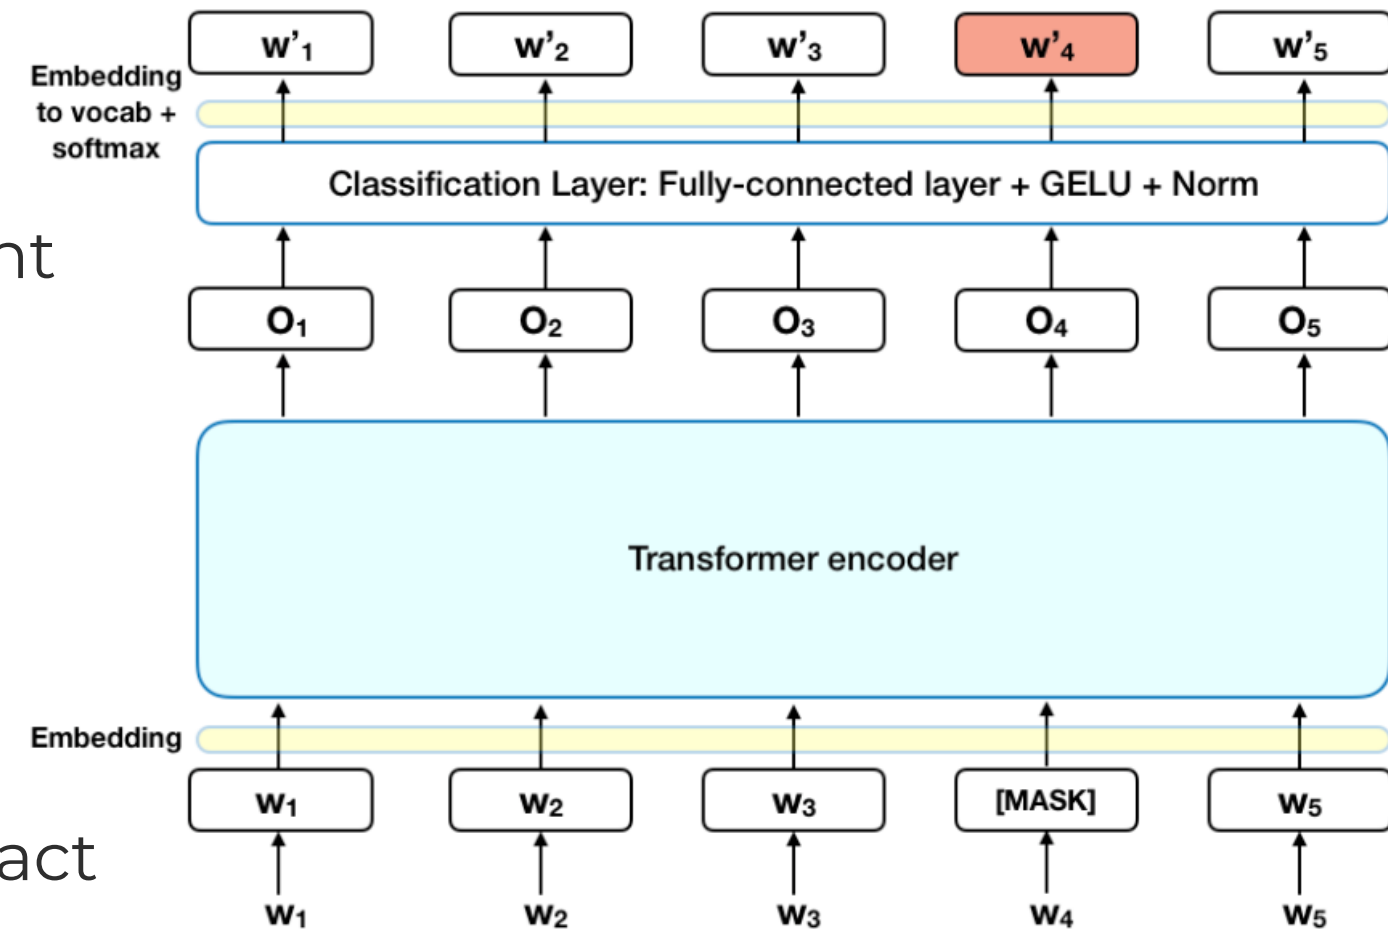 w'₁ w'₂ w'₃ w'₄ w'₅
Embedding
to vocab +
softmax
Classification Layer: Fully-connected layer + GELU + Norm
nt
O₁ O₂ O₃ O₄ O₅
Transformer encoder
Embedding
w₁ w₂ w₃ [MASK] w₅
act
w₁ w₂ w₃ w₄ w₅